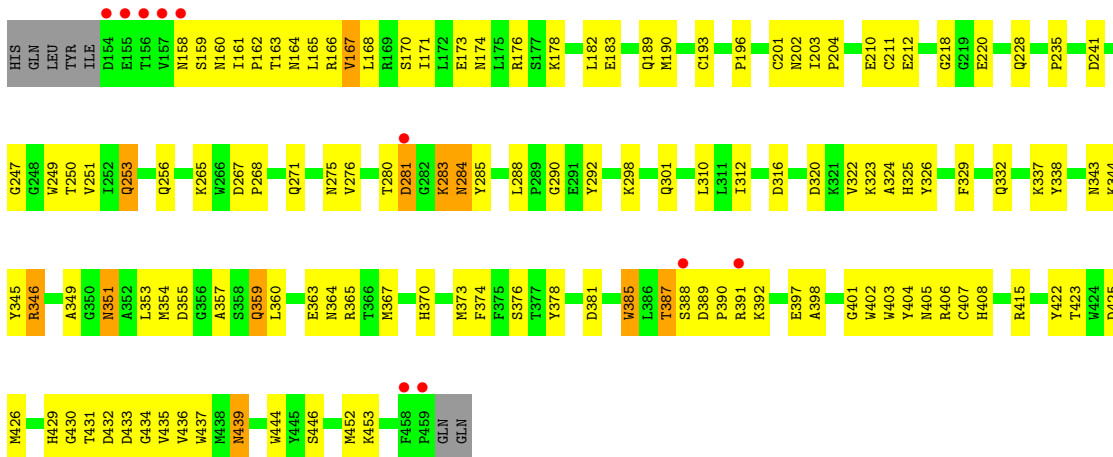 HIS GLN LEU TYR ILE D154 E155 T156 V157 N158 S159 N160 I161 P162 T163 N164 L165 R166 V167 L168 R169 S170 I171 L172 E173 N174 L175 R176 S177 K178 L182 E183 Q189 M190 C193 P196 C201 N202 I203 P204 E210 C211 E212 G218 G219 E220 Q228 P235 D241
G247 G248 W249 T250 V251 I252 Q253 Q256 K265 W266 D267 P268 Q271 N275 V276 T280 D281 G282 K283 N284 Y285 L288 P289 G290 E291 Y292 K298 Q301 L310 L311 I312 D316 D320 K321 V322 K323 A324 H325 Y326 F329 Q332 K337 Y338 N343 K344
Y345 R346 A349 G350 N351 A352 L353 M354 D355 G356 A357 S358 Q359 L360 E363 N364 R365 T366 M367 H370 M373 F374 F375 S376 T377 Y378 D381 W385 L386 T387 S388 D389 P390 R391 K392 E397 A398 G401 W402 W403 Y404 N405 R406 C407 H408 R415 Y422 T423 W424 D425
M426 H429 G430 T431 D432 D433 G434 V435 V436 W437 M438 N439 W444 Y445 S446 M452 K453 F458 P459 GLN GLN